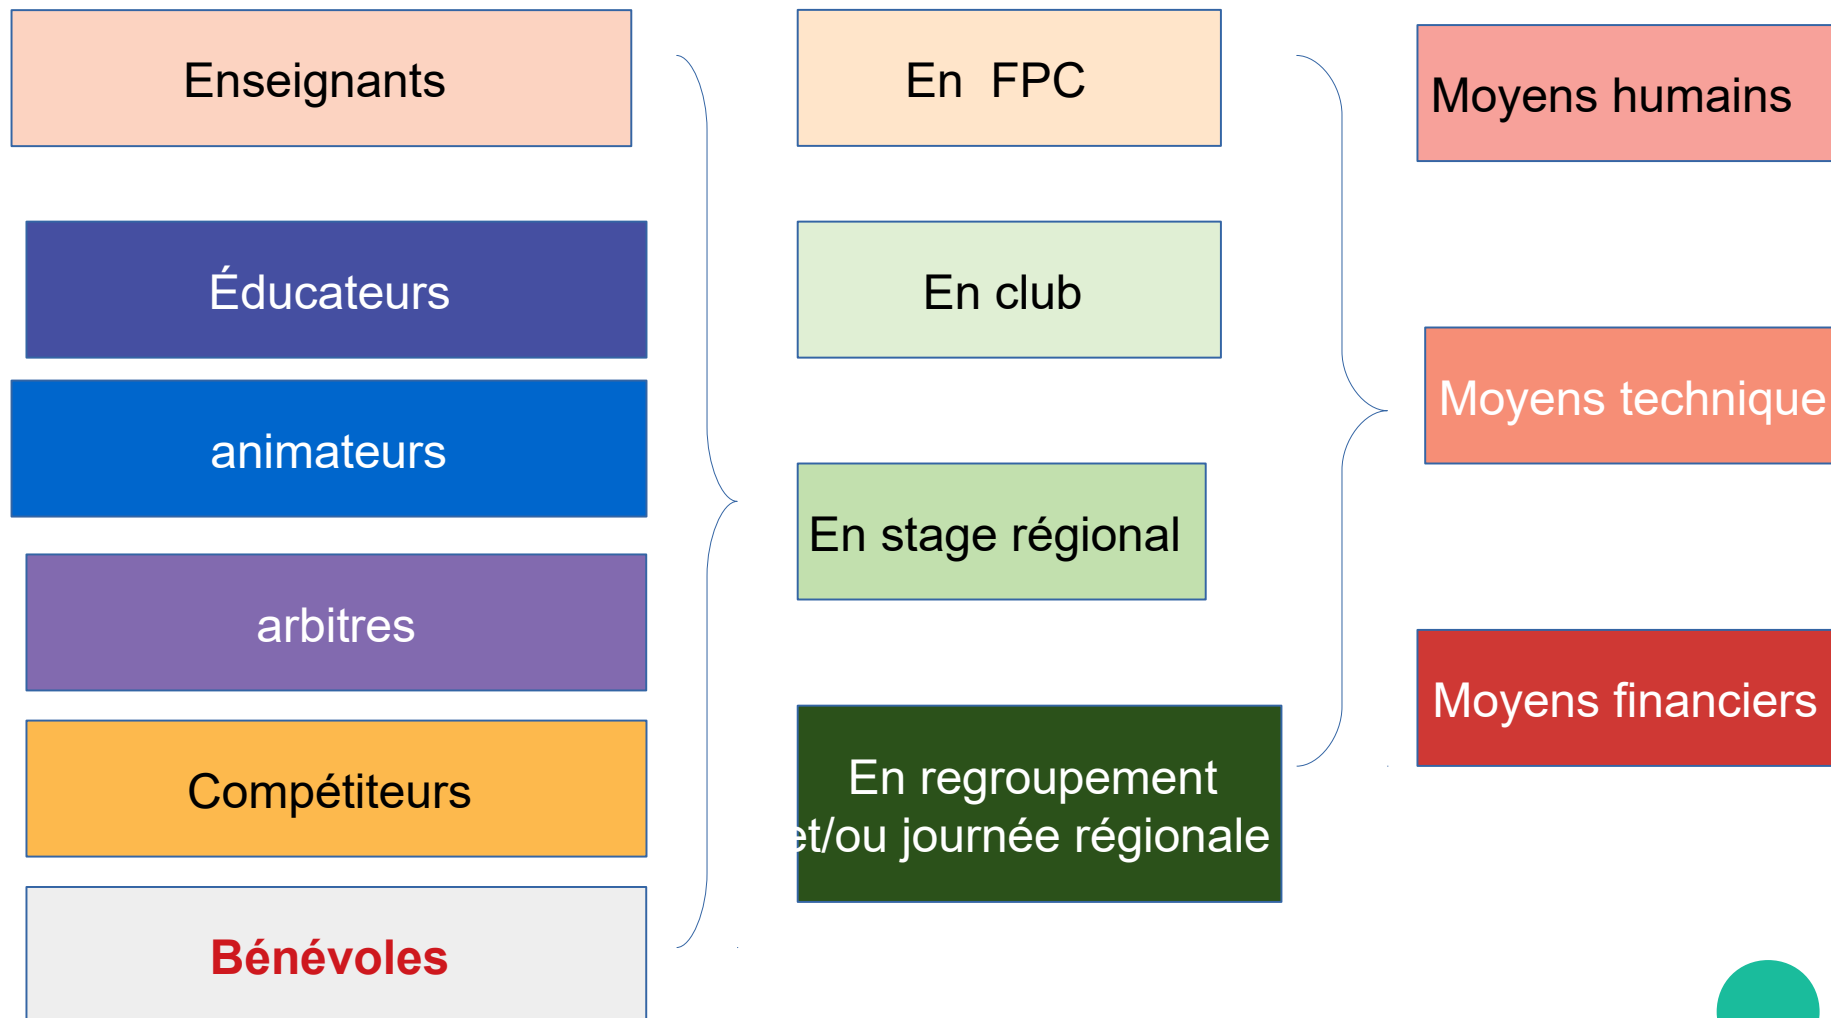 Enseignants
Éducateurs
animateurs
arbitres
Compétiteurs
Bénévoles
En FPC
En club
En stage régional
En regroupement
et/ou journée régionale
Moyens humains
Moyens technique
Moyens financiers